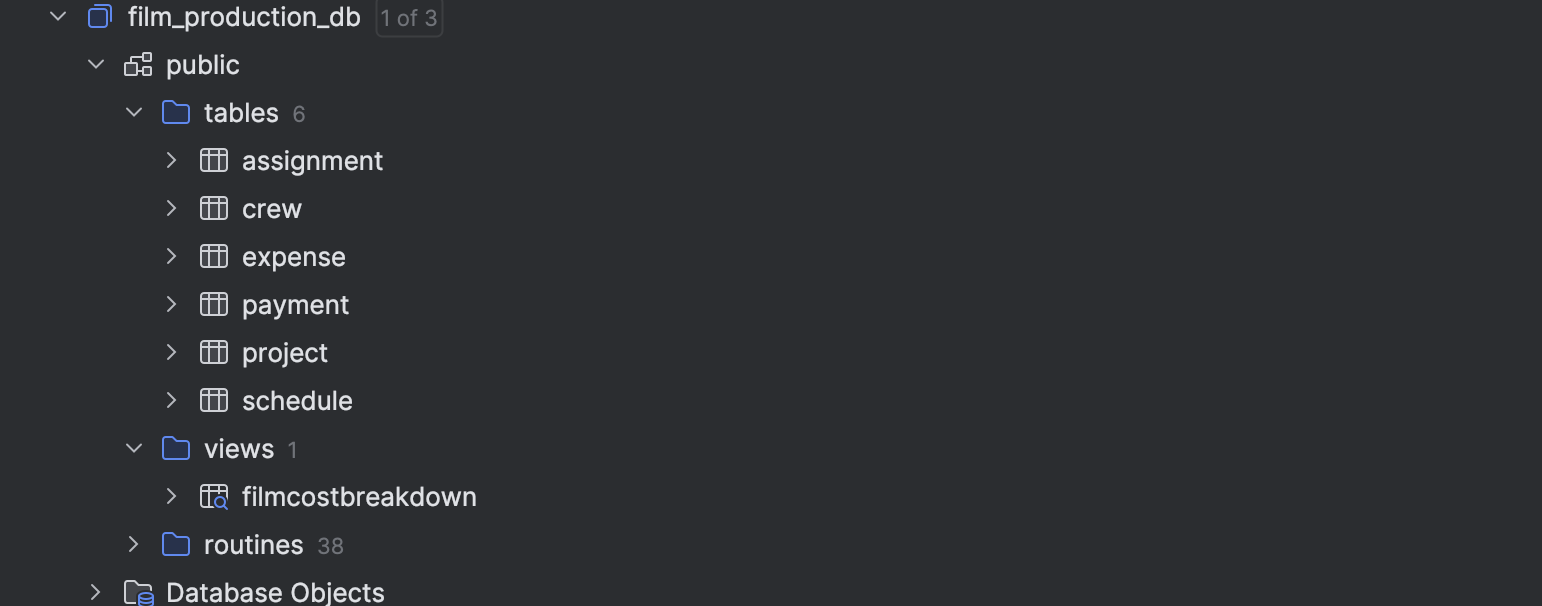 film_production_db 1 of 3
public
tables 6
assignment
crew
expense
payment
project
schedule
views 1
filmcostbreakdown
routines 38
Database Objects